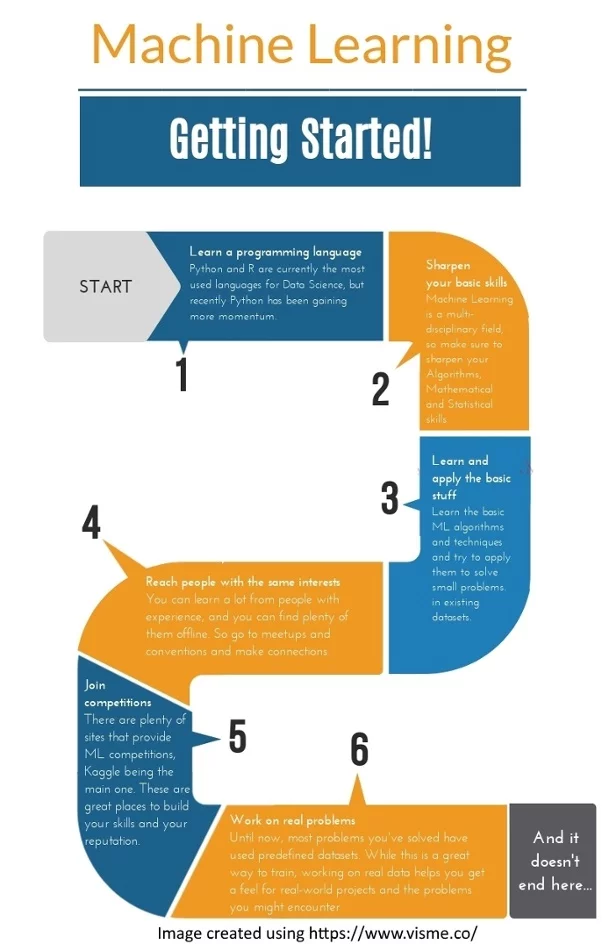 Machine Learning
Getting Started!
START
Learn a programming language
Python and R are currently the most
used languages for Data Science, but
recently Python has been gaining
more momentum.
1
Sharpen
your basic skills
Machine Learning
is a multi-
disciplinary field,
so make sure to
sharpen your
Algorithms,
Mathematical
and Statistical
skills
2
Learn and
apply the basic
stuff
Learn the basic
ML algorithms
and techniques
and try to apply
them to solve
small problems.
in existing
datasets.
3
4
Reach people with the same interests
You can learn a lot from people with
experience, and you can find plenty of
them offline. So go to meetups and
conventions and make connections.
Join
competitions
There are plenty of
sites that provide
ML competitions,
Kaggle being the
main one. These are
great places to build
your skills and your
reputation.
5
6
Work on real problems
Until now, most problems you've solved have
used predefined datasets. While this is a great
way to train, working on real data helps you get
a feel for real-world projects and the problems
you might encounter
And it
doesn't
end here...
Image created using https://www.visme.co/